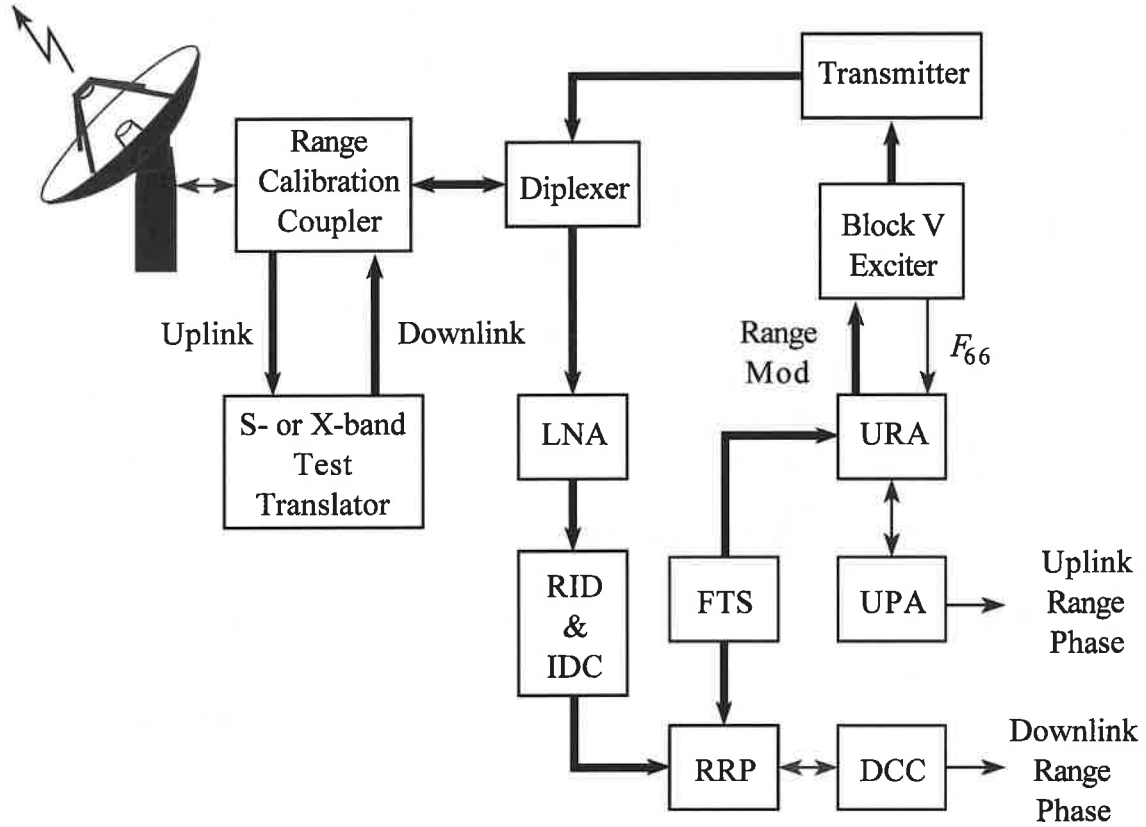 Transmitter
Range
Calibration
Coupler
Diplexer
Block V
Exciter
Uplink
Downlink
Range
Mod
F66
S- or X-band
Test
Translator
LNA
URA
RID
&
IDC
FTS
UPA
Uplink
Range
Phase
RRP
DCC
Downlink
Range
Phase